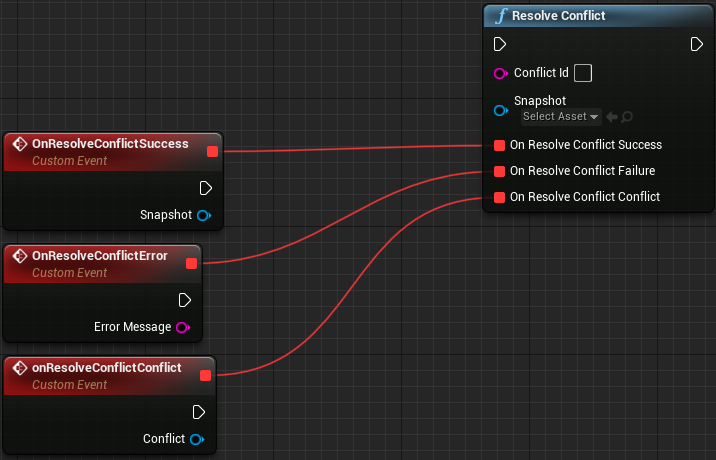 Resolve Conflict
Conflict Id
Snapshot
Select Asset
On Resolve Conflict Success
On Resolve Conflict Failure
On Resolve Conflict Conflict
OnResolveConflictSuccess
Custom Event
Snapshot
OnResolveConflictError
Custom Event
Error Message
onResolveConflictConflict
Custom Event
Conflict